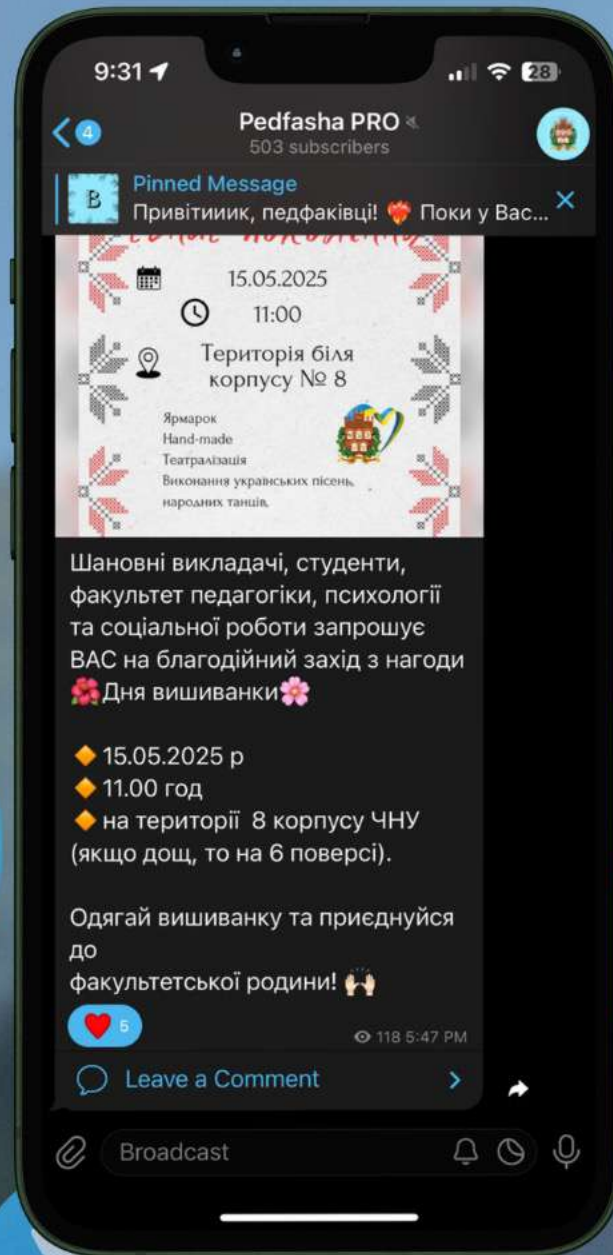 9:31
28
4
Pedfasha PRO
503 subscribers
B
Pinned Message
Привітииик, педфаківці! ❤️‍🔥 Поки у Вас...
15.05.2025
11:00
Територія біля
корпусу № 8
Ярмарок
Hand-made
Театралізація
Виконання українських пісень,
народних танців,
Шановні викладачі, студенти,
факультет педагогіки, психології
та соціальної роботи запрошує
ВАС на благодійний захід з нагоди
🌺Дня вишиванки🌸
🔶15.05.2025 р
🔶11.00 год
🔶на території 8 корпусу ЧНУ
(якщо дощ, то на 6 поверсі).
Одягай вишиванку та приєднуйся
до
факультетської родини! 🙌🏻
❤️ 5
118 5:47 PM
Leave a Comment
Broadcast